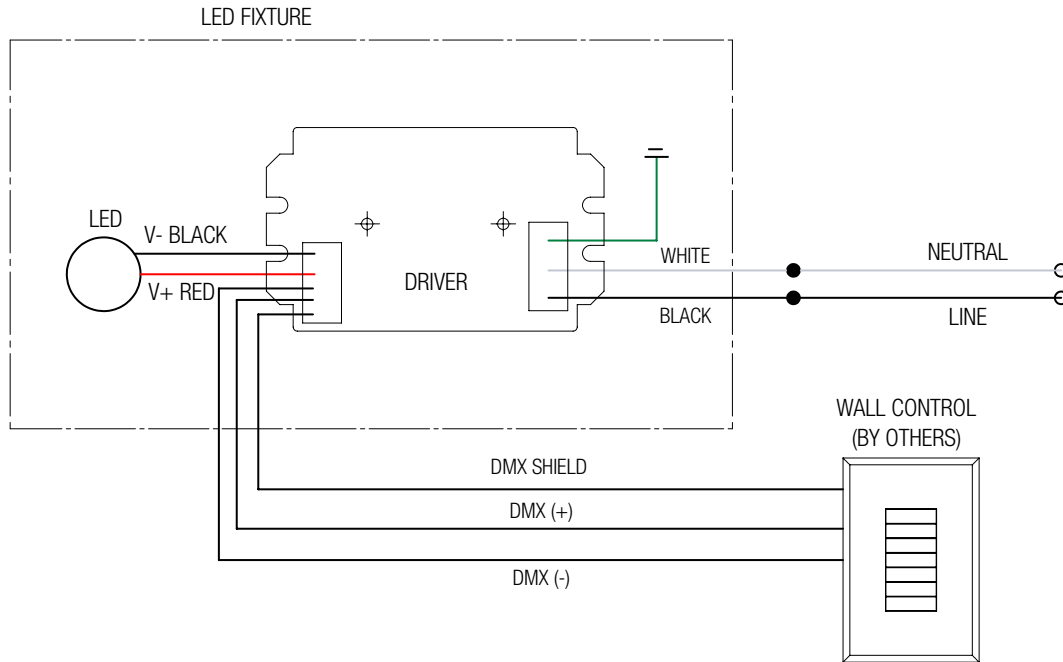 LED FIXTURE
LED
V- BLACK
V+ RED
DRIVER
WHITE
BLACK
NEUTRAL
LINE
WALL CONTROL
(BY OTHERS)
DMX SHIELD
DMX (+)
DMX (-)